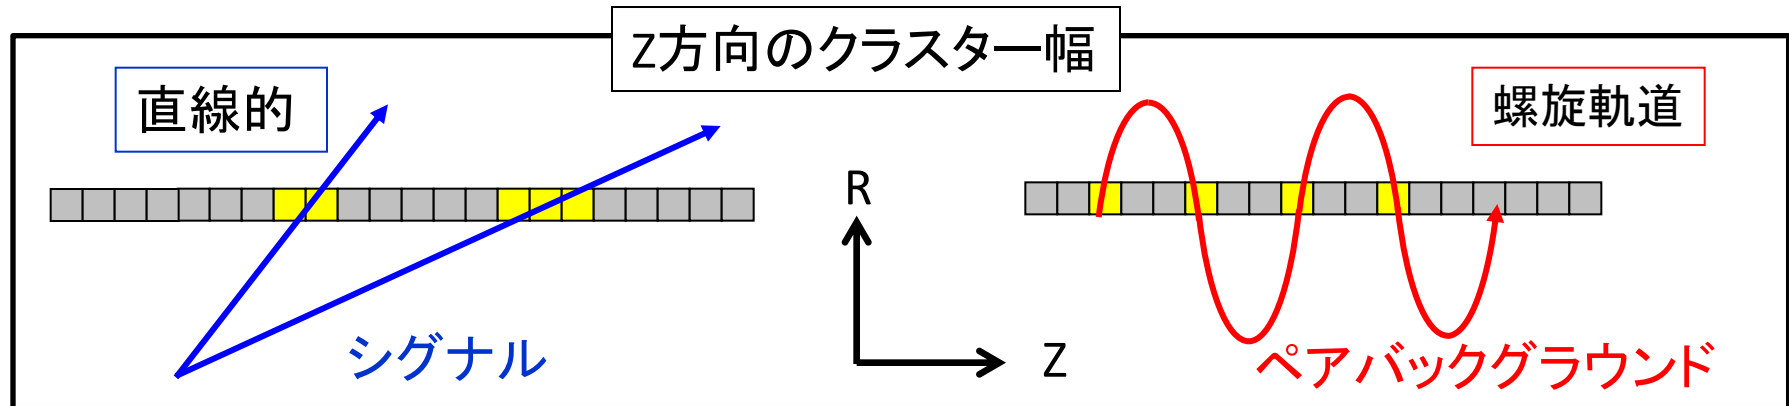 Z方向のクラスター幅
直線的
螺旋軌道
R
Z
シグナル
ペアバックグラウンド